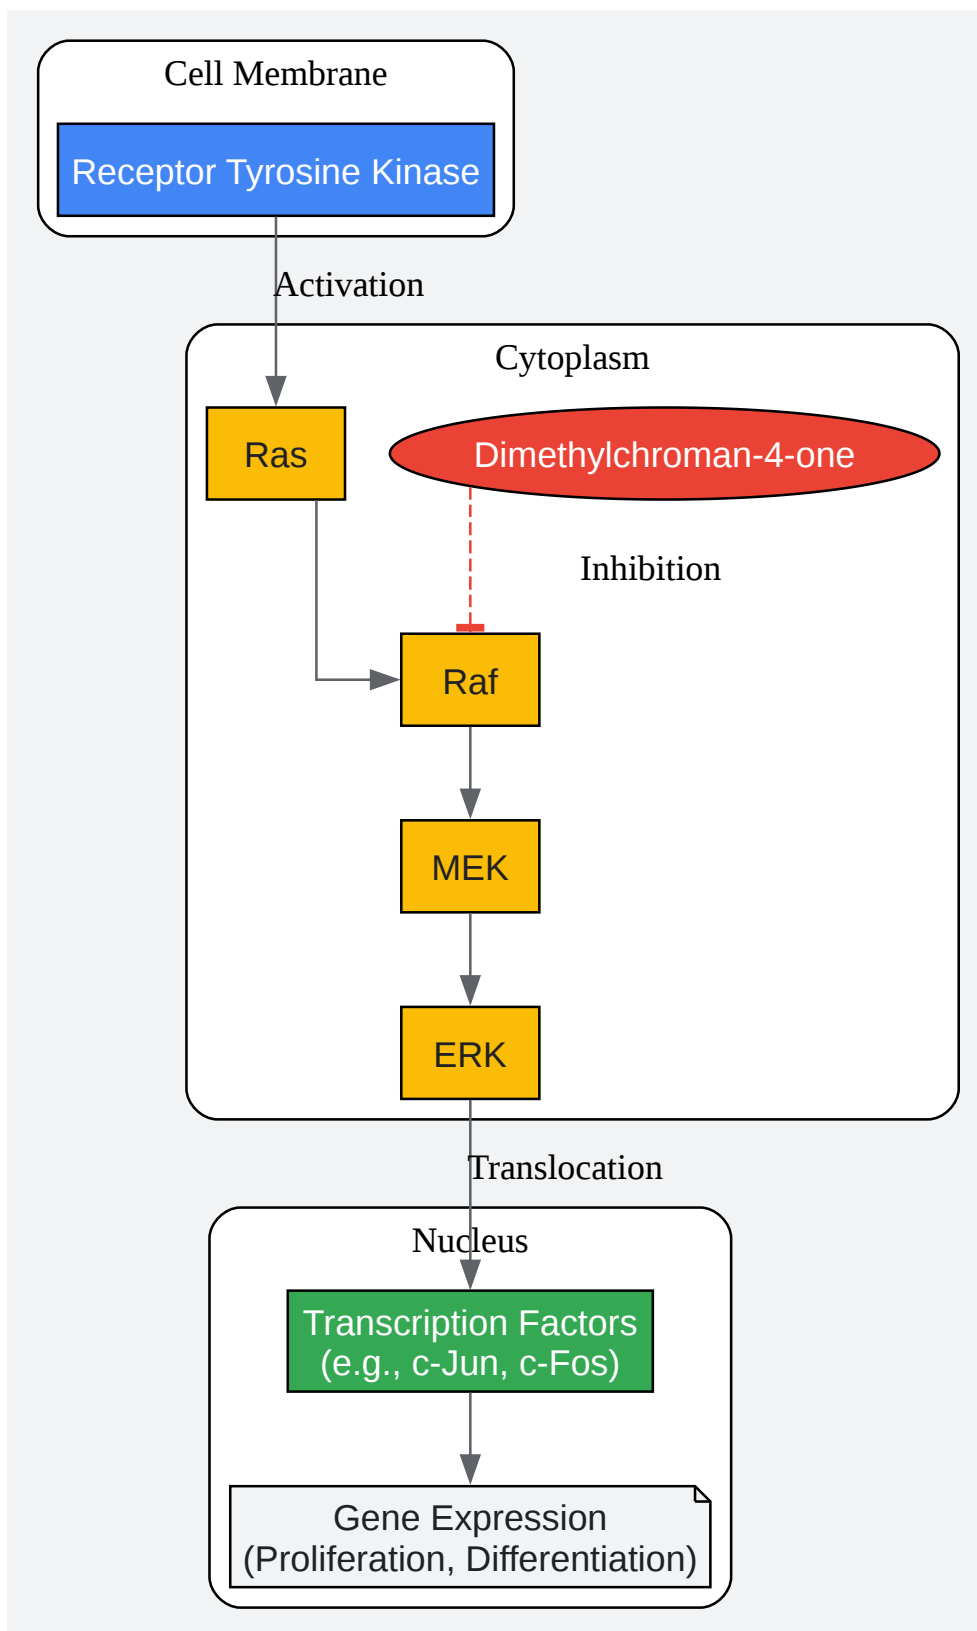 Cell Membrane
Receptor Tyrosine Kinase
Activation
Cytoplasm
Ras
Dimethylchroman-4-one
Inhibition
Raf
MEK
ERK
Translocation
Nucleus
Transcription Factors
(e.g., c-Jun, c-Fos)
Gene Expression
(Proliferation, Differentiation)